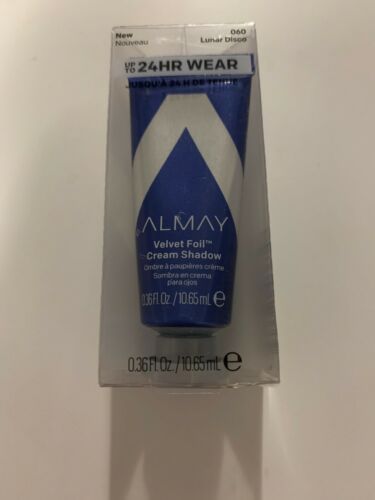 New
Nouveau
060
Lunar Disco
UP TO 24HR WEAR
JUSQU'À 24 H DE TENUE
ALMAY
Velvet Foil™
Cream Shadow
Ombre à paupières crème
Sombra en crema
para ojos
0.36 Fl. Oz. / 10.65 mL e
0.36 Fl. Oz. / 10.65 mL e